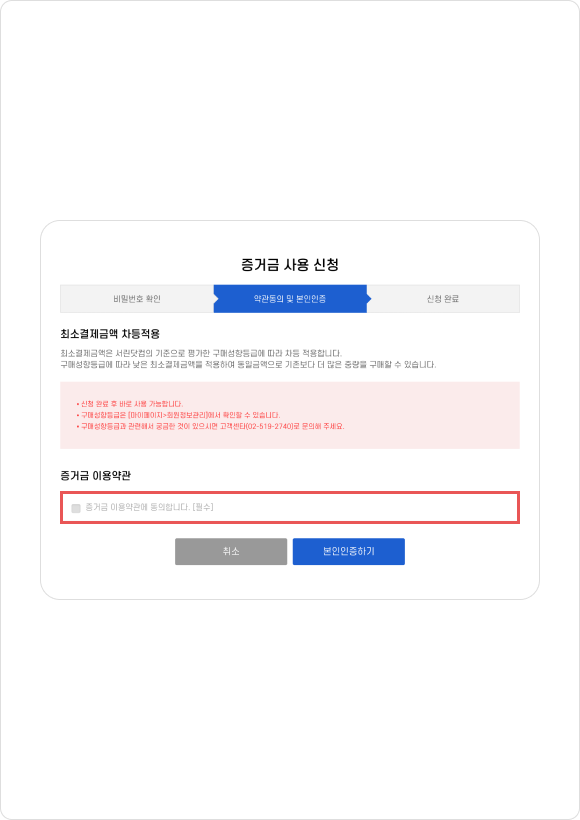 증거금 사용 신청
비밀번호 확인
약관동의 및 본인인증
신청 완료
최소결제금액 차등적용
최소결제금액은 서린닷컴의 기준으로 평가한 구매성향등급에 따라 차등 적용합니다.
구매성향등급에 따라 낮은 최소결제금액을 적용하여 동일금액으로 기존보다 더 많은 중량을 구매할 수 있습니다.
• 신청 완료 후 바로 사용 가능합니다.
• 구매성향등급은 [마이페이지>회원정보관리]에서 확인할 수 있습니다.
• 구매성향등급과 관련해서 궁금한 것이 있으시면 고객센터(02-519-2740)로 문의해 주세요.
증거금 이용약관
증거금 이용약관에 동의합니다. [필수]
취소
본인인증하기